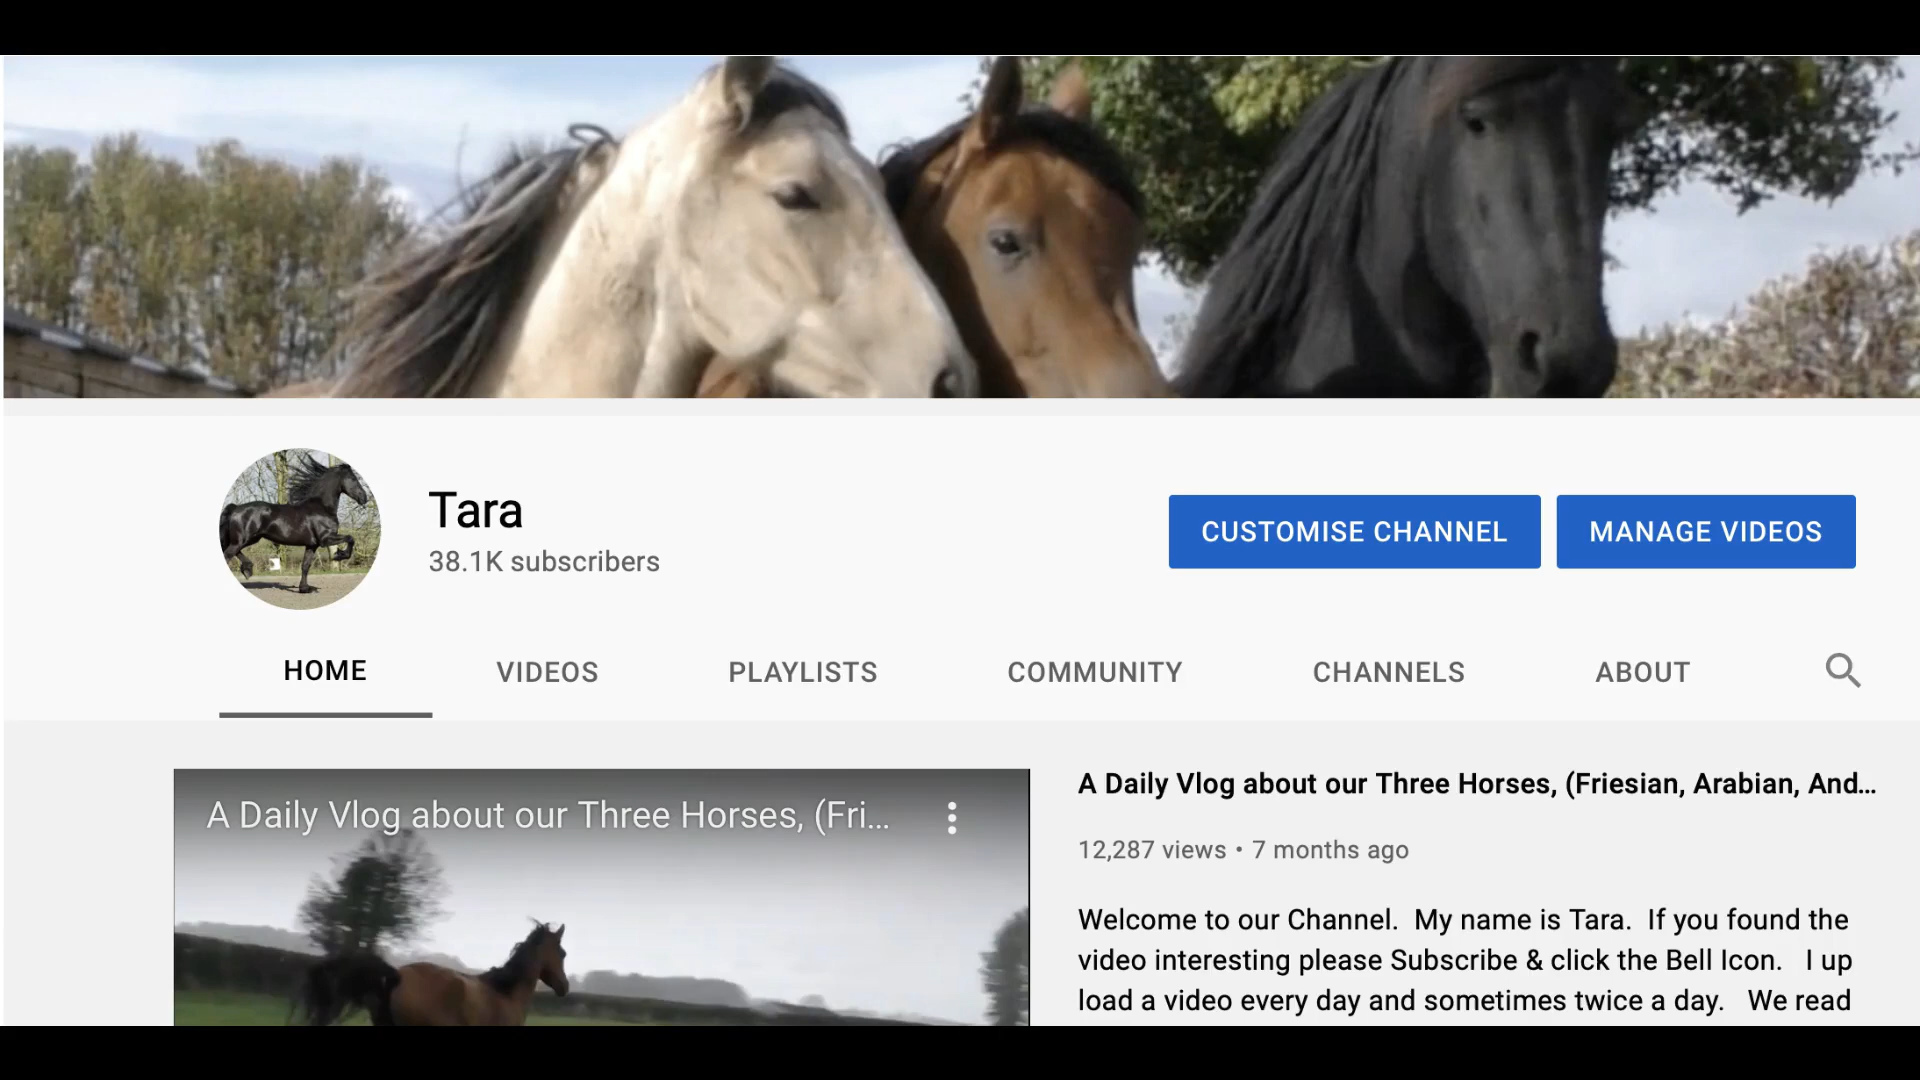 Tara
38.1K subscribers
CUSTOMISE CHANNEL
MANAGE VIDEOS
HOME
VIDEOS
PLAYLISTS
COMMUNITY
CHANNELS
ABOUT
A Daily Vlog about our Three Horses, (Fri...
A Daily Vlog about our Three Horses, (Friesian, Arabian, And...
12,287 views • 7 months ago
Welcome to our Channel.  My name is Tara.  If you found the
video interesting please Subscribe & click the Bell Icon.   I up
load a video every day and sometimes twice a day.   We read